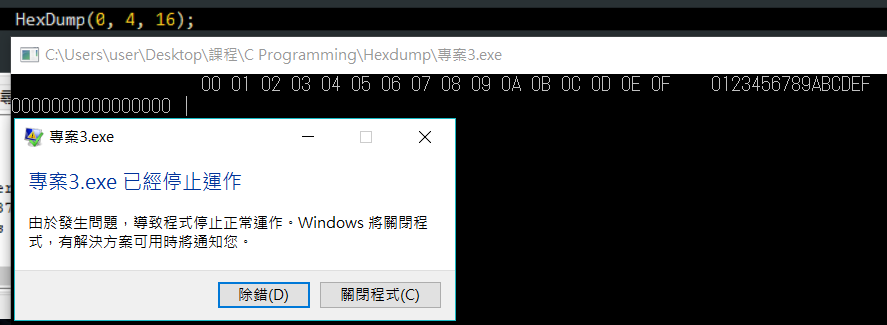 HexDump(0, 4, 16);
C:\Users\user\Desktop\課程\C Programming\Hexdump\專案3.exe
00 01 02 03 04 05 06 07 08 09 0A 0B 0C 0D 0E 0F 0123456789ABCDEF
0000000000000000 |
專案3.exe
專案3.exe 已經停止運作
由於發生問題，導致程式停止正常運作。Windows 將關閉程
式，有解決方案可用時將通知您。
除錯(D) 關閉程式(C)